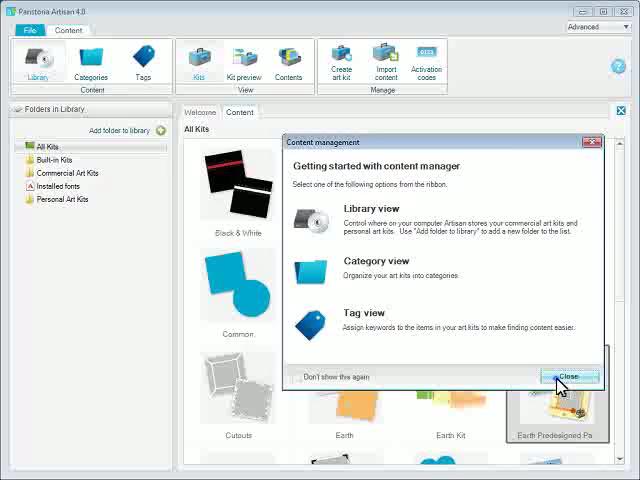 Panstoria Artisan 4.0
File
Content
Advanced
Library
Categories
Tags
Kits
Kit preview
Contents
Create
art kit
Import
content
Activation
codes
Content
View
Manage
Folders in Library
Add folder to library
All Kits
Built-in Kits
Commercial Art Kits
Installed fonts
Personal Art Kits
Welcome
Content
All Kits
Black & White
Common
Cutouts
Earth
Earth Kit
Earth Predesigned Pa
Content management
Getting started with content manager
Select one of the following options from the ribbon.
Library view
Control where on your computer Artisan stores your commercial art kits and
personal art kits. Use "Add folder to library" to add a new folder to the list.
Category view
Organize your art kits into categories.
Tag view
Assign keywords to the items in your art kits to make finding content easier.
Don't show this again
Close